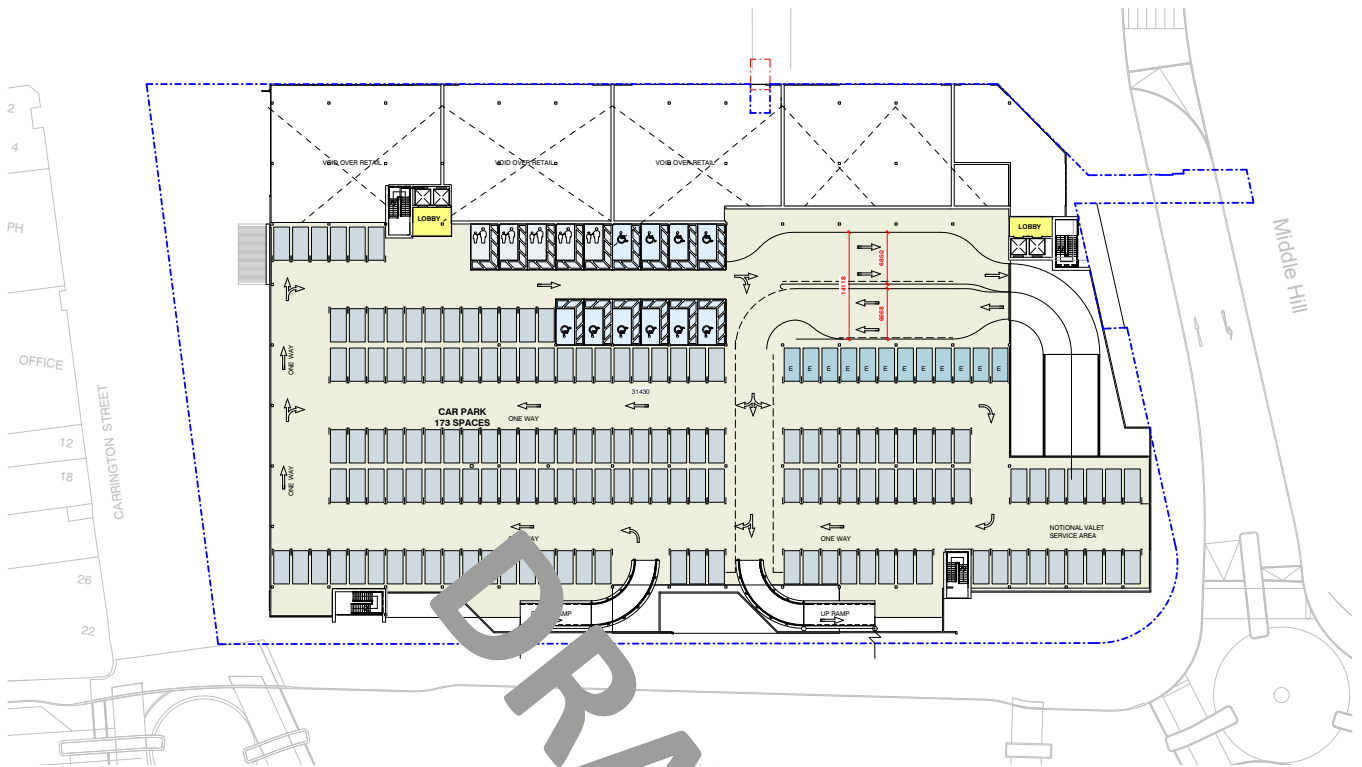 2
4
PH
OFFICE
12
18
26
22
CARRINGTON STREET
Middle Hill
VOID OVER RETAIL
VOID OVER RETAIL
VOID OVER RETAIL
LOBBY
LOBBY
14118
6850
6668
E E E E E E E E E E E E
31430
CAR PARK
173 SPACES
ONE WAY
ONE WAY
ONE WAY
ONE WAY
NOTIONAL VALET
SERVICE AREA
UP RAMP